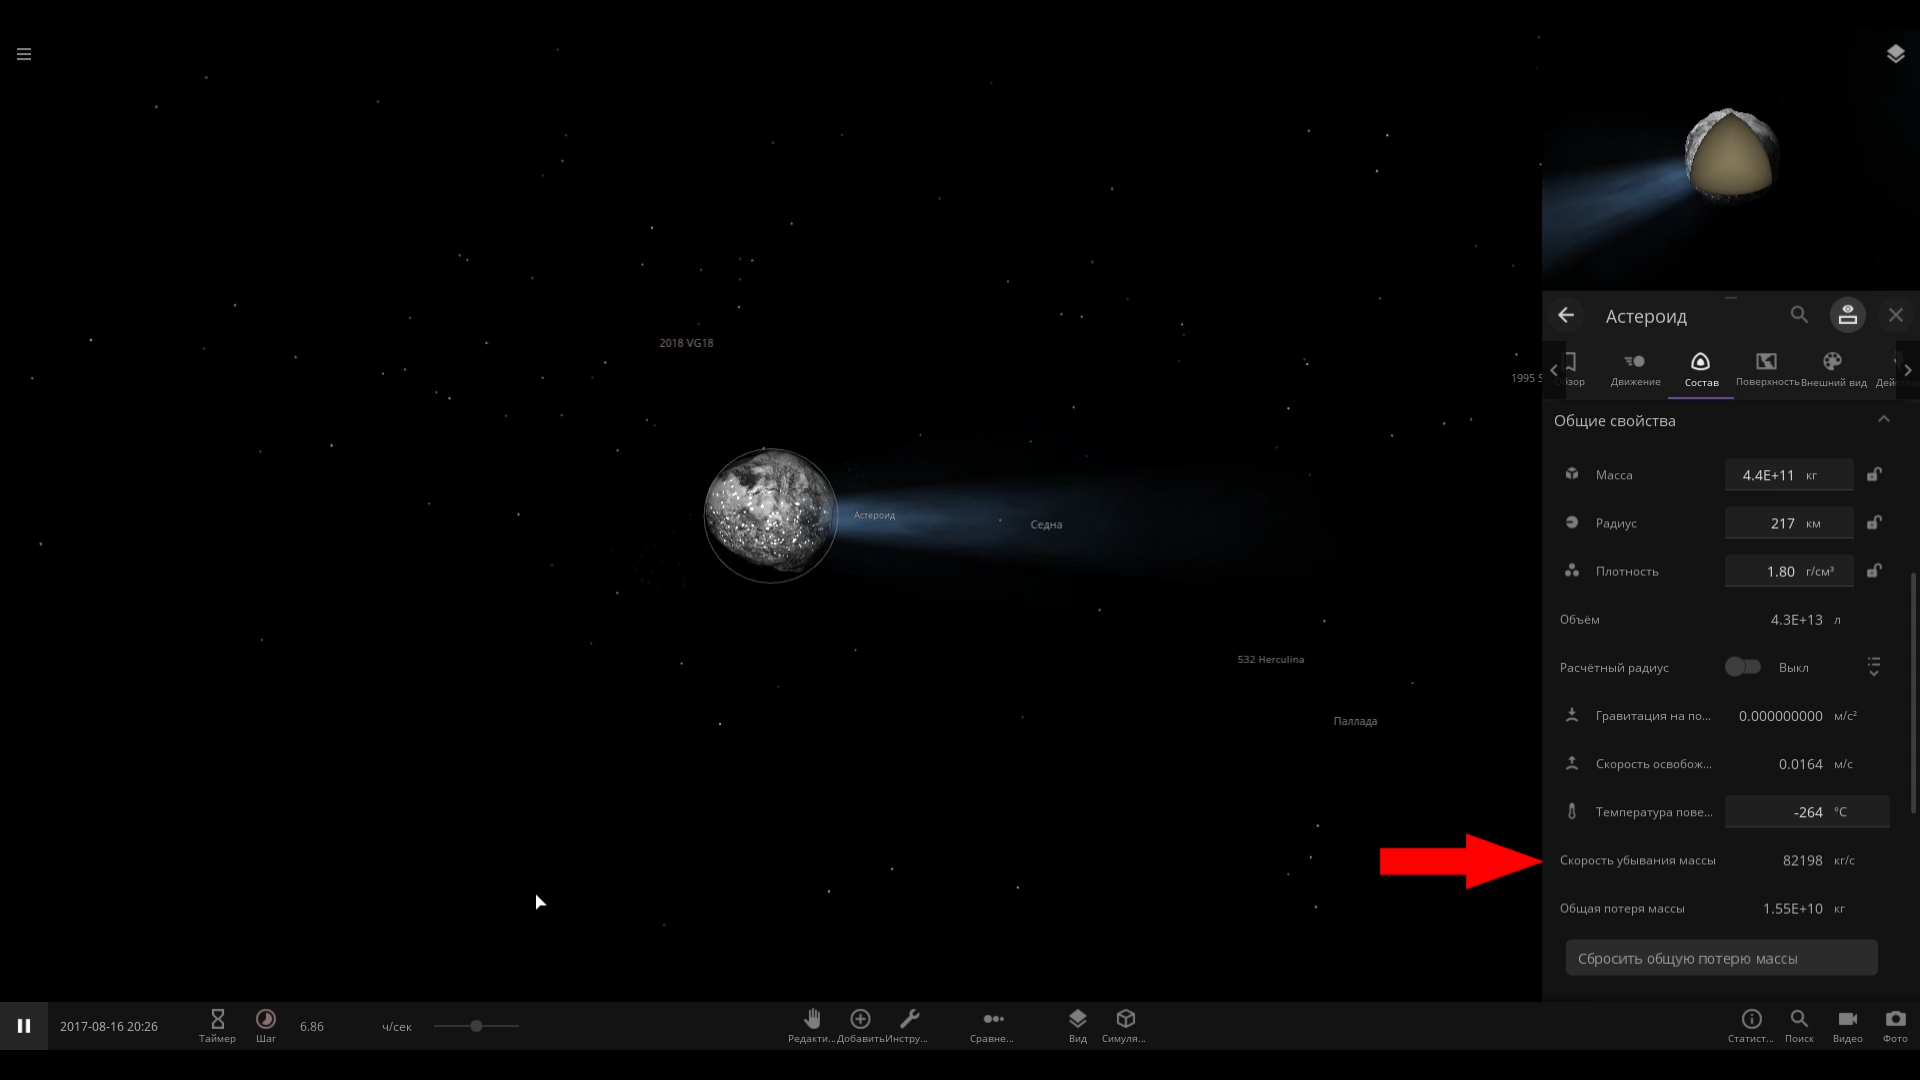 2018 VG18
1995 S
Астероид
Седна
532 Herculina
Паллада
Астероид
бзор
Движение
Состав
Поверхность
Внешний вид
Общие свойства
Масса 4.4E+11 кг
Радиус 217 км
Плотность 1.80 г/см³
Объём 4.3E+13 л
Расчётный радиус Выкл
Гравитация на по... 0.000000000 м/с²
Скорость освобож... 0.0164 м/с
Температура пове... -264 °C
Скорость убывания массы 82198 кг/с
Общая потеря массы 1.55E+10 кг
Сбросить общую потерю массы
2017-08-16 20:26
Таймер
Шаг
6.86 ч/сек
Редакти...
Добавить
Инстру...
Сравне...
Вид
Симуля...
Статист...
Поиск
Видео
Фото